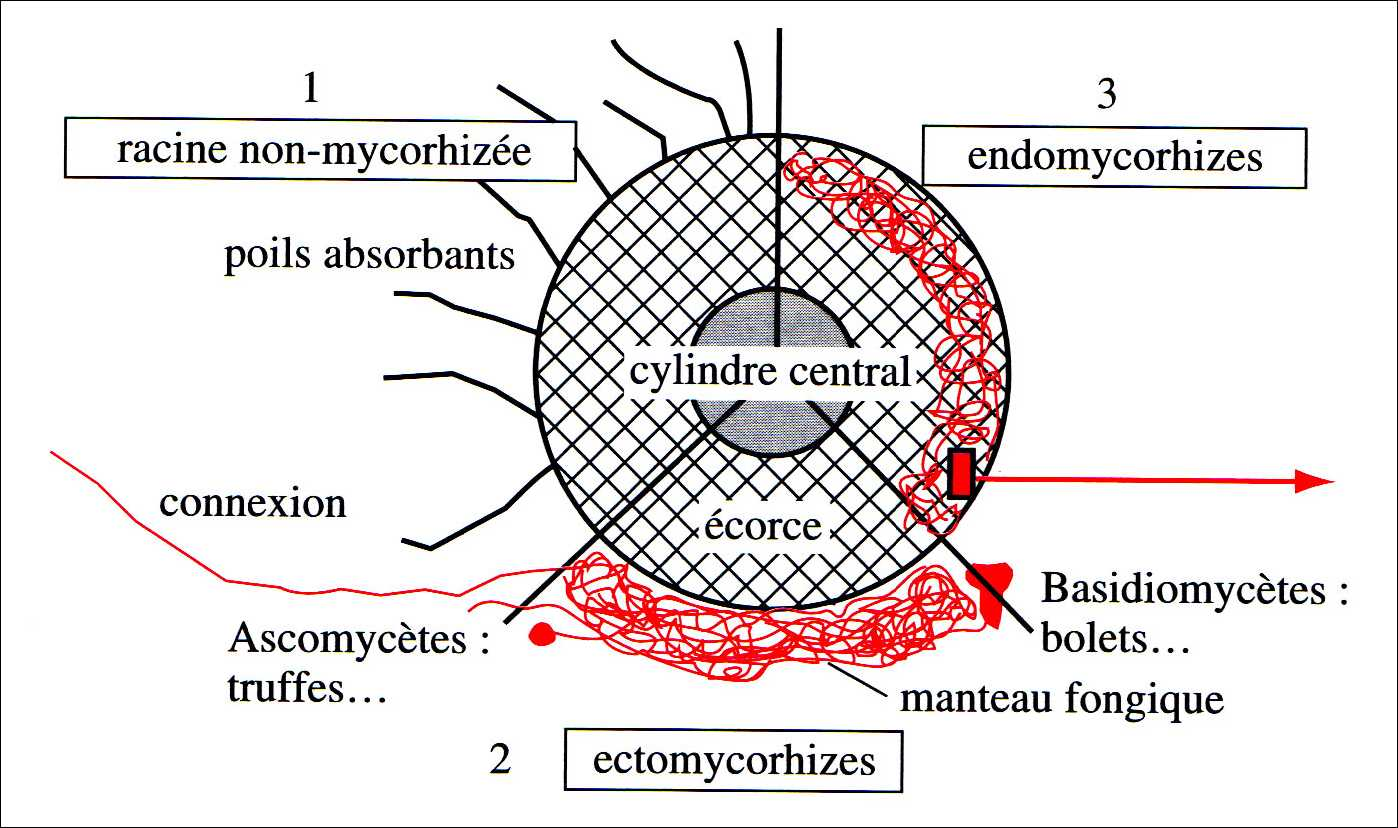 1
racine non-mycorhizée
3
endomycorhizes
poils absorbants
cylindre central
connexion
écorce
Ascomycètes :
truffes…
Basidiomycètes :
bolets…
manteau fongique
2
ectomycorhizes